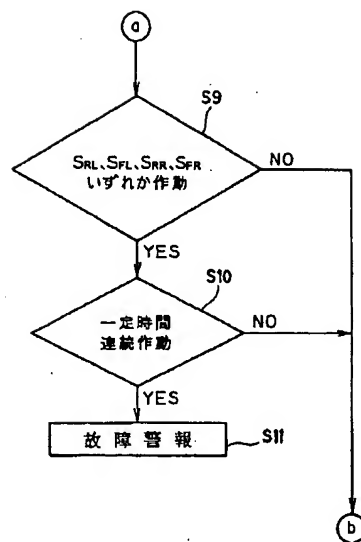 a
S9
SRL、SFL、SRR、SFR
いずれか作動
NO
YES
S10
一定時間
連続作動
NO
YES
故障警報
S11
b